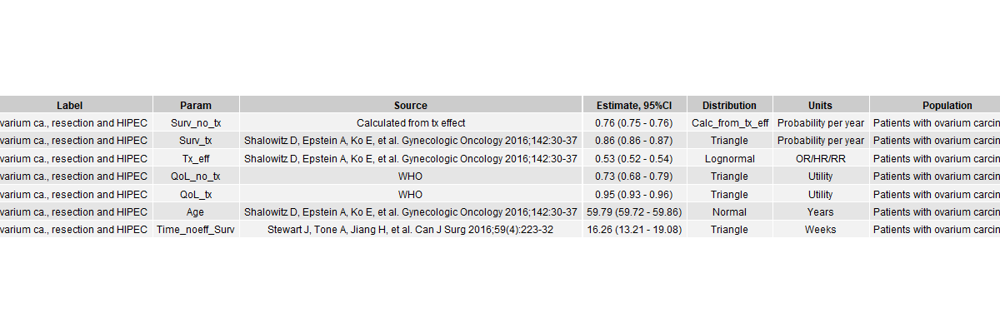 Label Param Source Estimate, 95%CI Distribution Units Population
varium ca., resection and HIPEC Surv_no_tx Calculated from tx effect 0.76 (0.75 - 0.76) Calc_from_tx_eff Probability per year Patients with ovarium carcin
varium ca., resection and HIPEC Surv_tx Shalowitz D, Epstein A, Ko E, et al. Gynecologic Oncology 2016;142:30-37 0.86 (0.86 - 0.87) Triangle Probability per year Patients with ovarium carcin
varium ca., resection and HIPEC Tx_eff Shalowitz D, Epstein A, Ko E, et al. Gynecologic Oncology 2016;142:30-37 0.53 (0.52 - 0.54) Lognormal OR/HR/RR Patients with ovarium carcin
varium ca., resection and HIPEC QoL_no_tx WHO 0.73 (0.68 - 0.79) Triangle Utility Patients with ovarium carcin
varium ca., resection and HIPEC QoL_tx WHO 0.95 (0.93 - 0.96) Triangle Utility Patients with ovarium carcin
varium ca., resection and HIPEC Age Shalowitz D, Epstein A, Ko E, et al. Gynecologic Oncology 2016;142:30-37 59.79 (59.72 - 59.86) Normal Years Patients with ovarium carcin
varium ca., resection and HIPEC Time_noeff_Surv Stewart J, Tone A, Jiang H, et al. Can J Surg 2016;59(4):223-32 16.26 (13.21 - 19.08) Triangle Weeks Patients with ovarium carcin